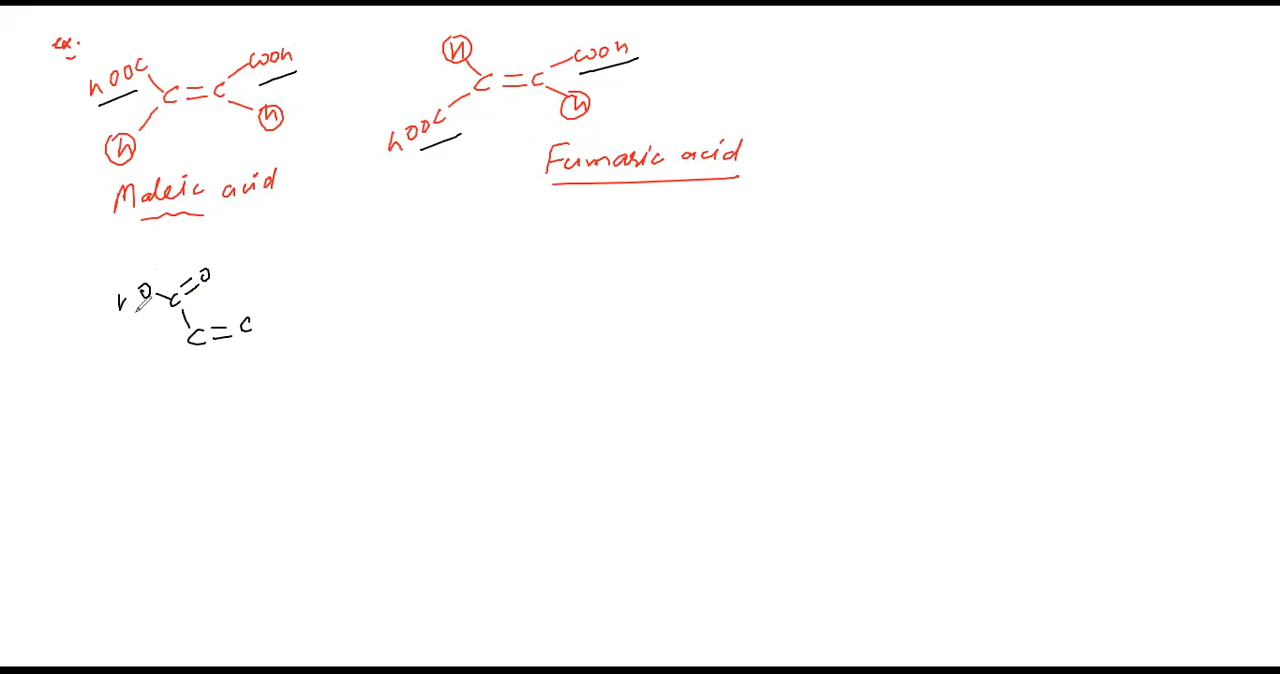 ex.
hOOC COOh h COOh
C=C C=C
h h hOOC h
Maleic acid Fumaric acid
O O
C
C=C